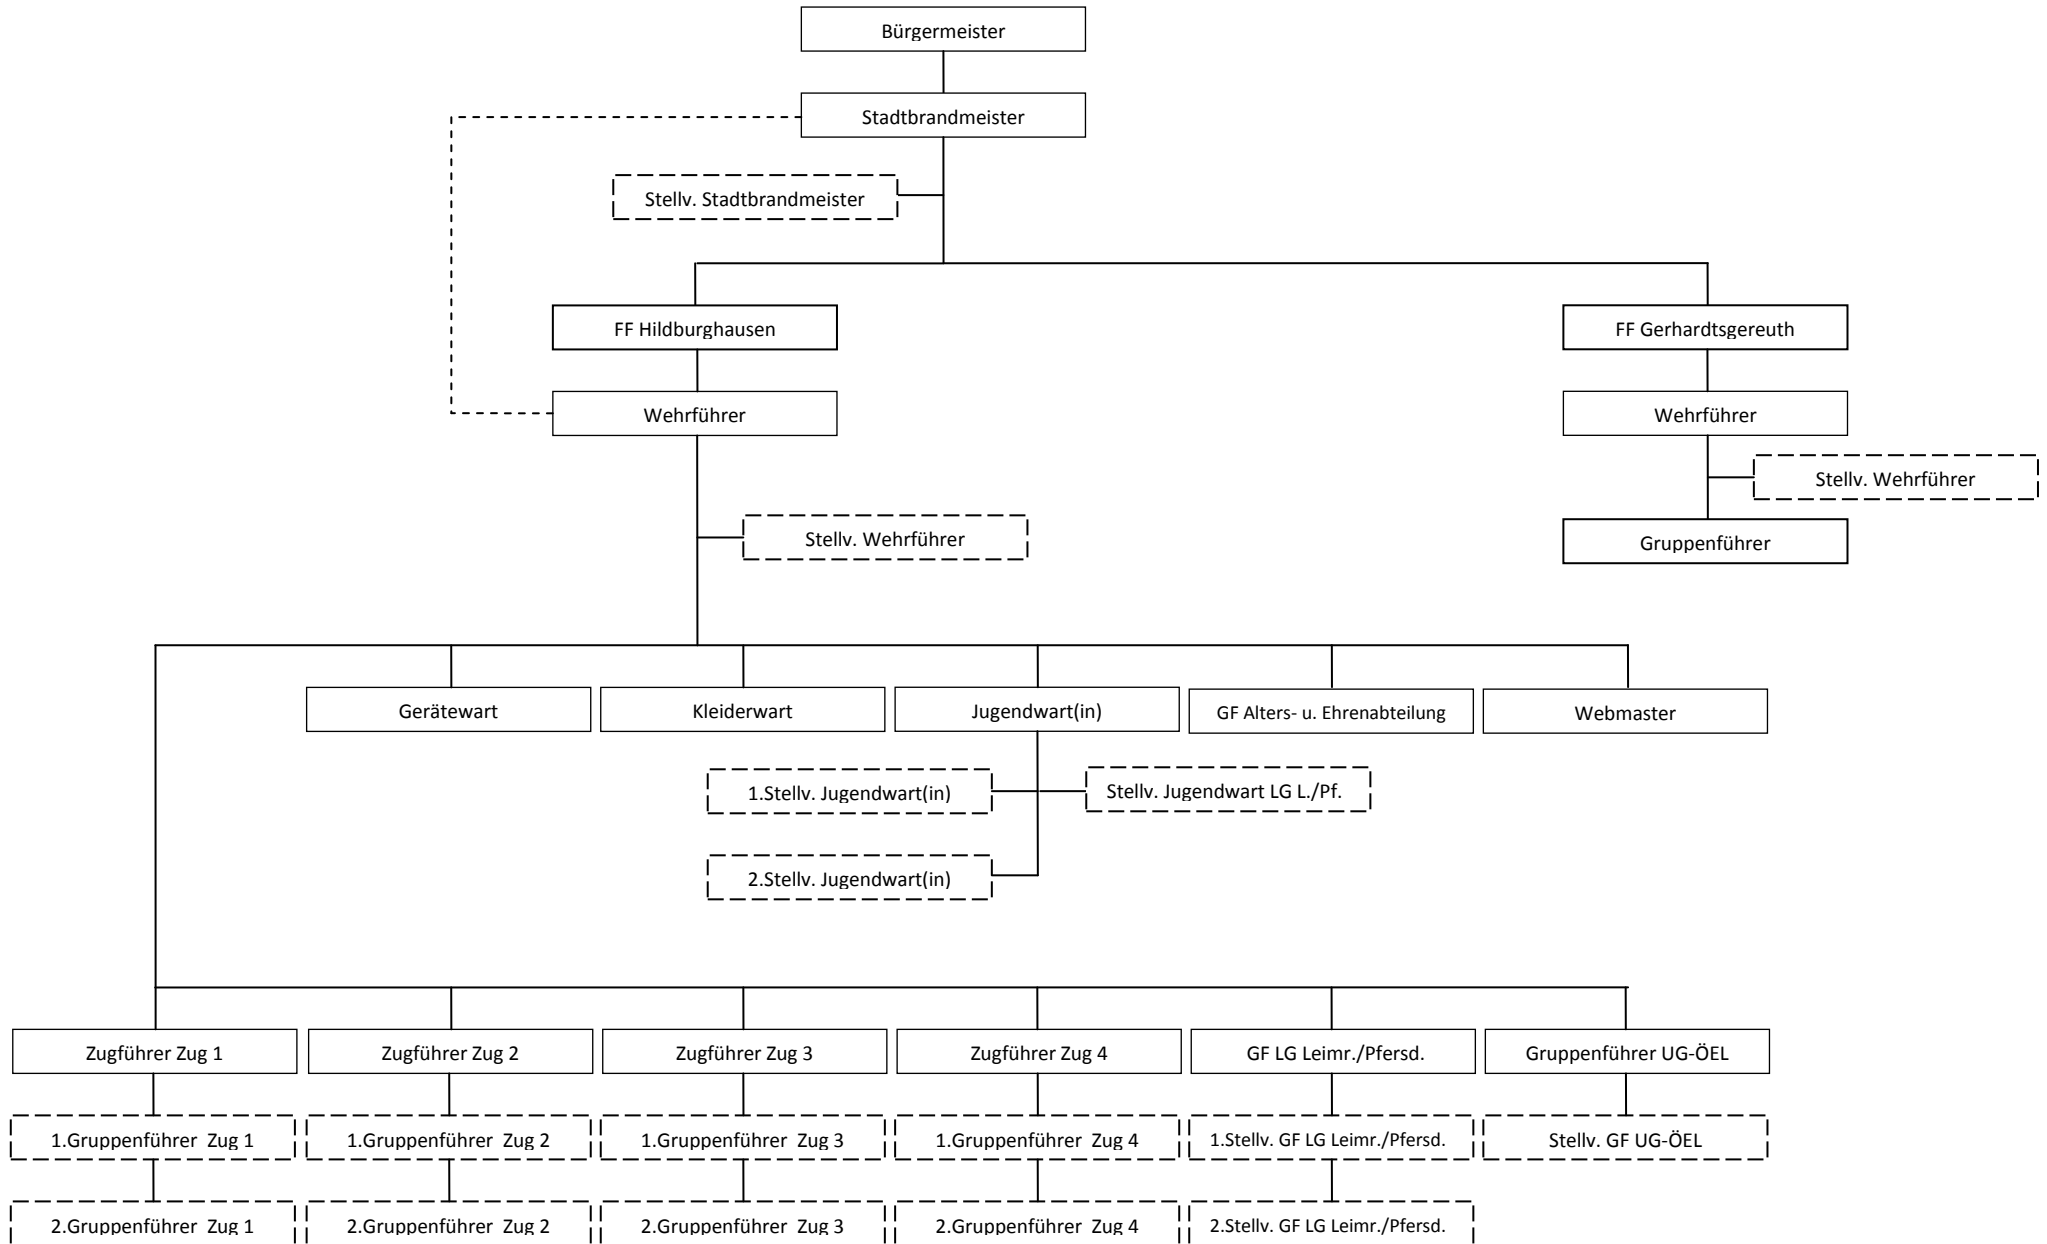 Bürgermeister
Stadtbrandmeister
Stellv. Stadtbrandmeister
FF Hildburghausen
FF Gerhardtsgereuth
Wehrführer
Wehrführer
Stellv. Wehrführer
Stellv. Wehrführer
Gruppenführer
Gerätewart
Kleiderwart
Jugendwart(in)
GF Alters- u. Ehrenabteilung
Webmaster
1.Stellv. Jugendwart(in)
Stellv. Jugendwart LG L./Pf.
2.Stellv. Jugendwart(in)
Zugführer Zug 1
Zugführer Zug 2
Zugführer Zug 3
Zugführer Zug 4
GF LG Leimr./Pfersd.
Gruppenführer UG-ÖEL
1.Gruppenführer Zug 1
1.Gruppenführer Zug 2
1.Gruppenführer Zug 3
1.Gruppenführer Zug 4
1.Stellv. GF LG Leimr./Pfersd.
Stellv. GF UG-ÖEL
2.Gruppenführer Zug 1
2.Gruppenführer Zug 2
2.Gruppenführer Zug 3
2.Gruppenführer Zug 4
2.Stellv. GF LG Leimr./Pfersd.